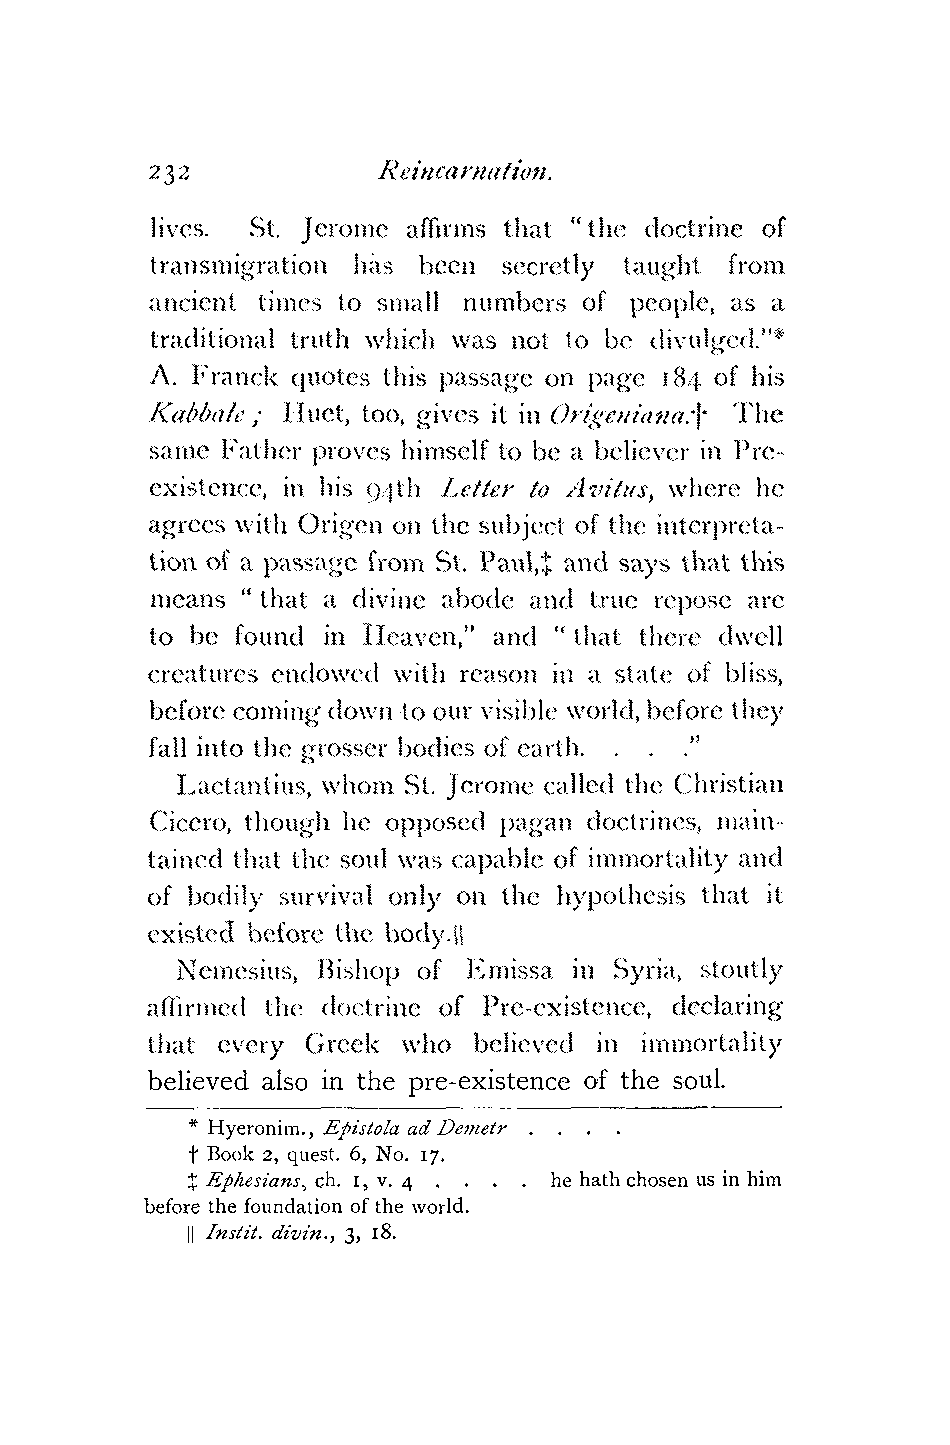 232 Reincarnation.
lives. St. Jerome affirms that "the doctrine of
transmigration has been secretly taught from
ancient times to small numbers of people, as a
traditional truth which was not to be divulged."*
A. Franck quotes this passage on page 184 of his
Kabbale; Huet, too, gives it in Origeniana.† The
same Father proves himself to be a believer in Pre-
existence, in his 94th Letter to Avitus, where he
agrees with Origen on the subject of the interpreta-
tion of a passage from St. Paul,‡ and says that this
means "that a divine abode and true repose are
to be found in Heaven," and "that there dwell
creatures endowed with reason in a state of bliss,
before coming down to our visible world, before they
fall into the grosser bodies of earth. . . ."
Lactantius, whom St. Jerome called the Christian
Cicero, though he opposed pagan doctrines, main-
tained that the soul was capable of immortality and
of bodily survival only on the hypothesis that it
existed before the body.||
Nemesius, Bishop of Emissa in Syria, stoutly
affirmed the doctrine of Pre-existence, declaring
that every Greek who believed in immortality
believed also in the pre-existence of the soul.
* Hyeronim., Epistola ad Demetr . . . .
† Book 2, quest. 6, No. 17.
‡ Ephesians, ch. 1, v. 4 . . . . he hath chosen us in him
before the foundation of the world.
|| Instit. divin., 3, 18.